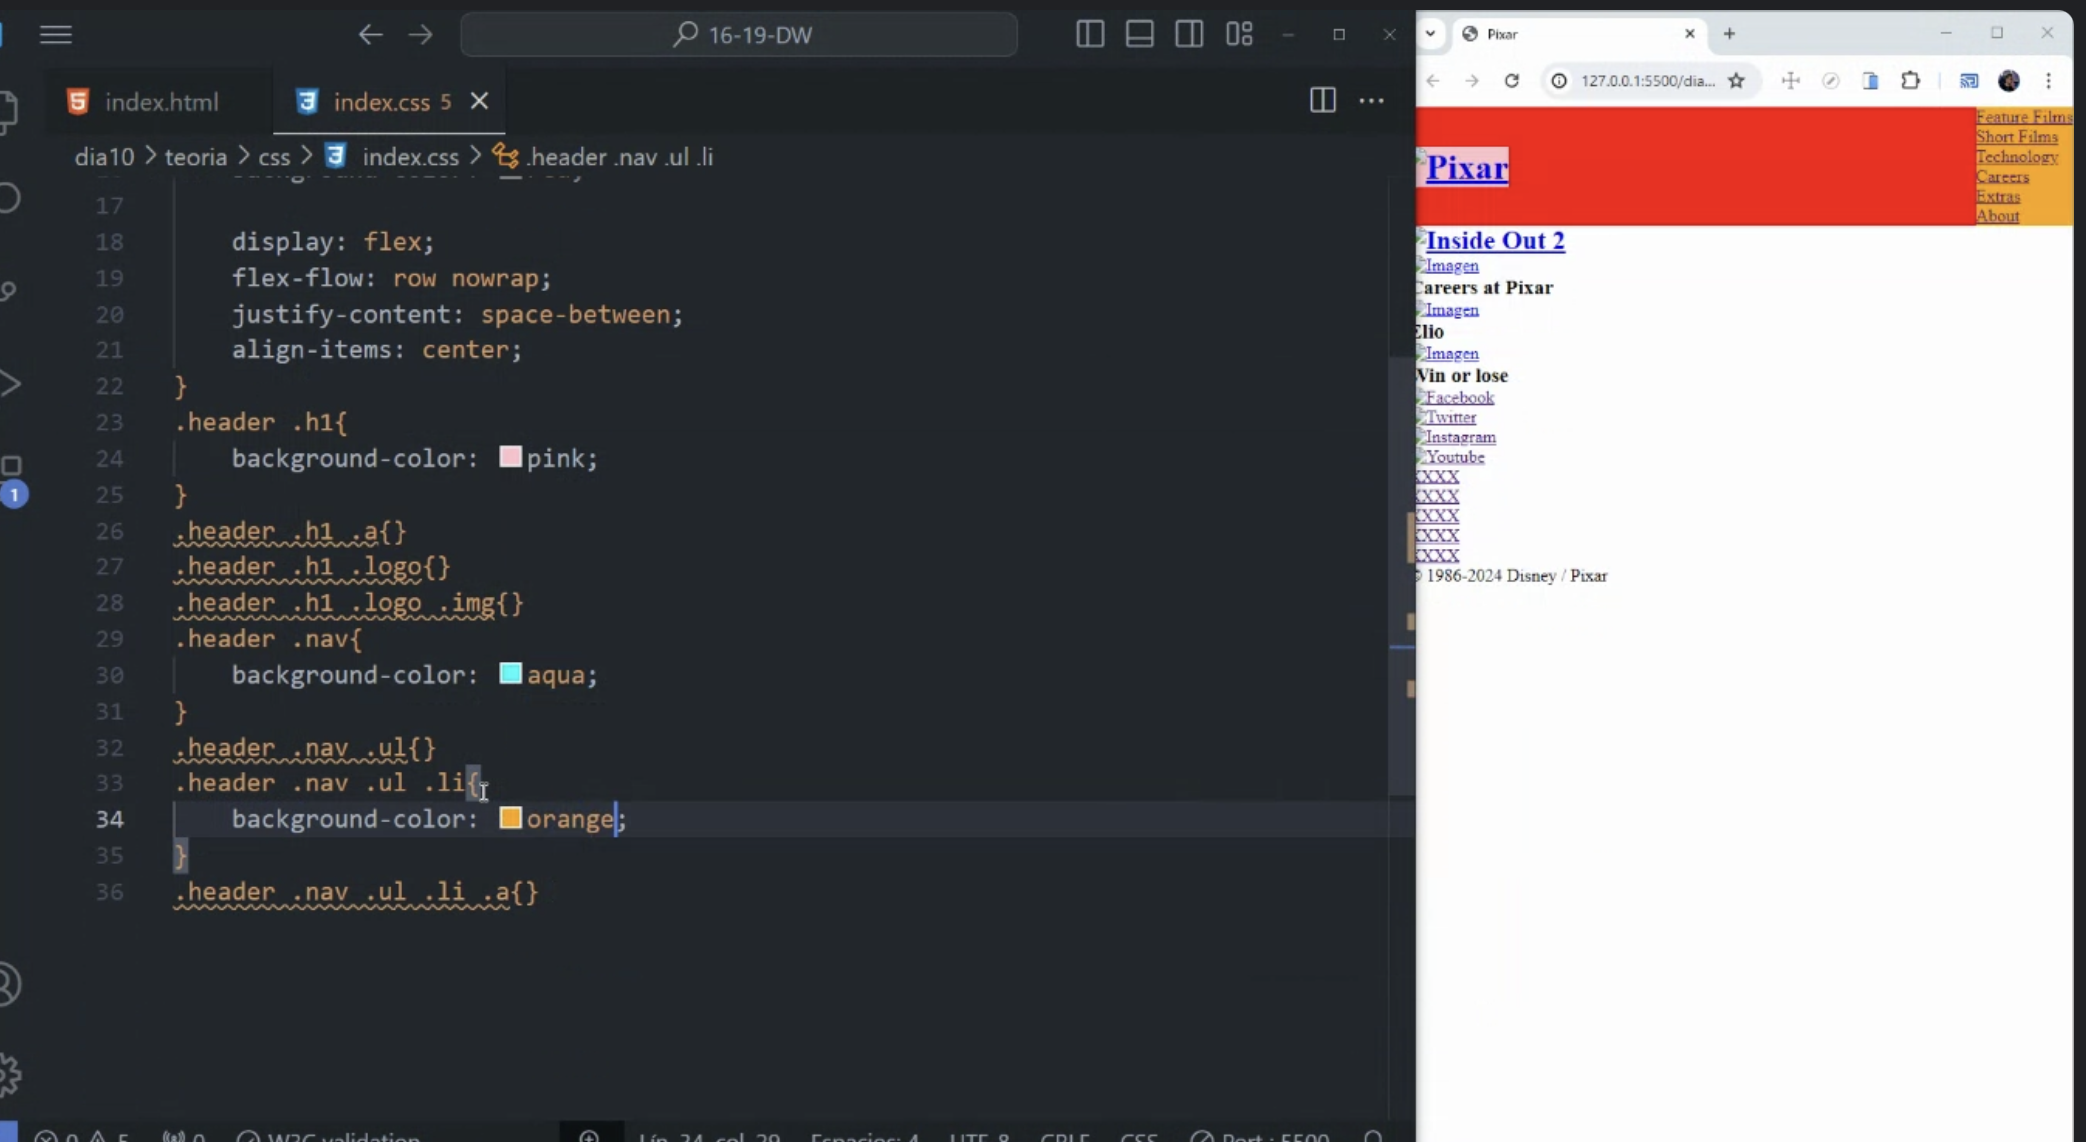 16-19-DW
index.html
index.css 5
dia10 > teoria > css > index.css > .header .nav .ul .li
17
18 display: flex;
19 flex-flow: row nowrap;
20 justify-content: space-between;
21 align-items: center;
22 }
23 .header .h1{
24 background-color: pink;
25 }
26 .header .h1 .a{}
27 .header .h1 .logo{}
28 .header .h1 .logo .img{}
29 .header .nav{
30 background-color: aqua;
31 }
32 .header .nav .ul{}
33 .header .nav .ul .li{
34 background-color: orange;
35 }
36 .header .nav .ul .li .a{}
1
W3C validation
Lín. 34, col. 29
Espacios: 4
UTF-8
CRLF
CSS
Port : 5500
Pixar
127.0.0.1:5500/dia...
Pixar
Feature Films
Short Films
Technology
Careers
Extras
About
Inside Out 2
Imagen
Careers at Pixar
Imagen
Elio
Imagen
Win or lose
Facebook
Twitter
Instagram
Youtube
XXXX
XXXX
XXXX
XXXX
XXXX
© 1986-2024 Disney / Pixar